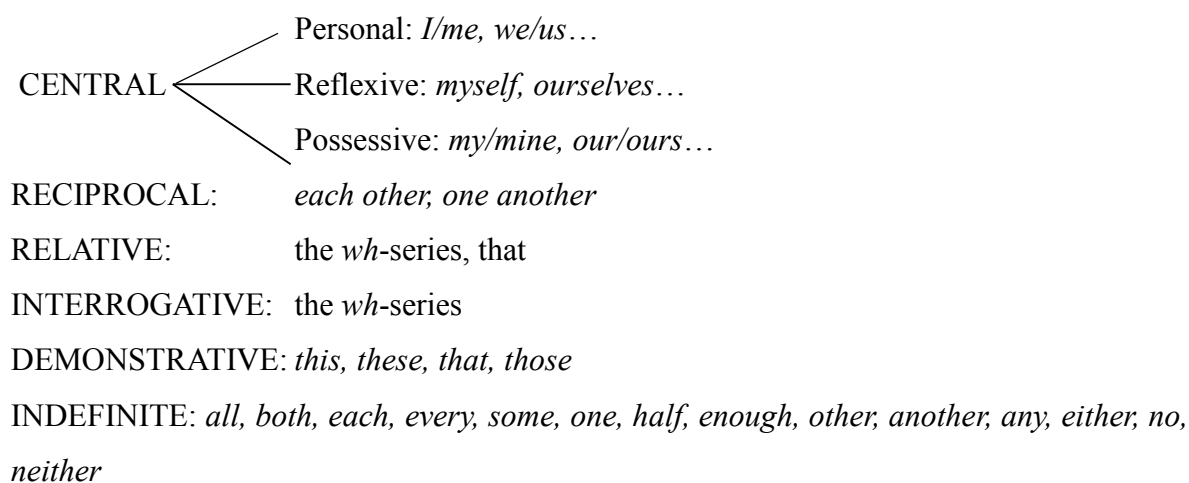 Personal: I/me, we/us…
CENTRAL Reflexive: myself, ourselves…
Possessive: my/mine, our/ours…
RECIPROCAL: each other, one another
RELATIVE: the wh-series, that
INTERROGATIVE: the wh-series
DEMONSTRATIVE: this, these, that, those
INDEFINITE: all, both, each, every, some, one, half, enough, other, another, any, either, no,
neither